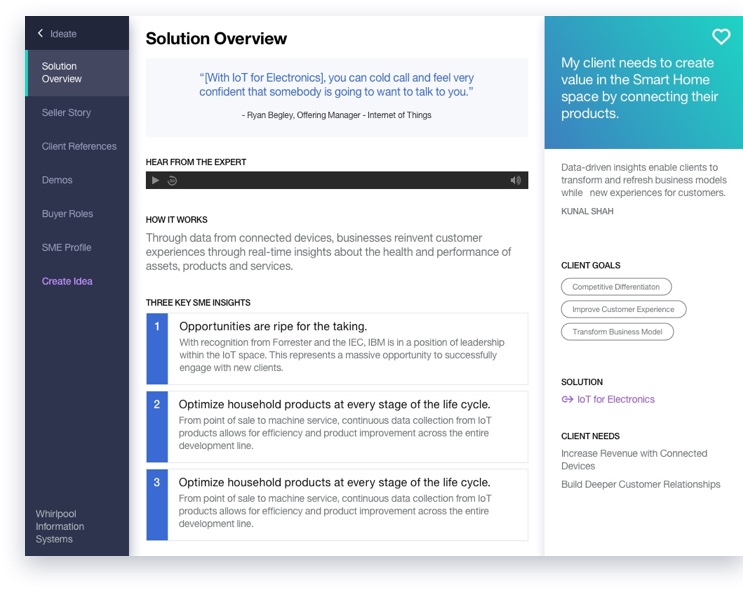 Ideate
Solution
Overview
Seller Story
Client References
Demos
Buyer Roles
SME Profile
Create Idea
Whirlpool
Information
Systems
Solution Overview
“[With IoT for Electronics], you can cold call and feel very
confident that somebody is going to want to talk to you.”
- Ryan Begley, Offering Manager - Internet of Things
HEAR FROM THE EXPERT
HOW IT WORKS
Through data from connected devices, businesses reinvent customer
experiences through real-time insights about the health and performance of
assets, products and services.
THREE KEY SME INSIGHTS
1
Opportunities are ripe for the taking.
With recognition from Forrester and the IEC, IBM is in a position of leadership
within the IoT space. This represents a massive opportunity to successfully
engage with new clients.
2
Optimize household products at every stage of the life cycle.
From point of sale to machine service, continuous data collection from IoT
products allows for efficiency and product improvement across the entire
development line.
3
Optimize household products at every stage of the life cycle.
From point of sale to machine service, continuous data collection from IoT
products allows for efficiency and product improvement across the entire
development line.
My client needs to create
value in the Smart Home
space by connecting their
products.
Data-driven insights enable clients to
transform and refresh business models
while new experiences for customers.
KUNAL SHAH
CLIENT GOALS
Competitive Differentiaton
Improve Customer Experience
Transform Business Model
SOLUTION
IoT for Electronics
CLIENT NEEDS
Increase Revenue with Connected
Devices
Build Deeper Customer Relationships